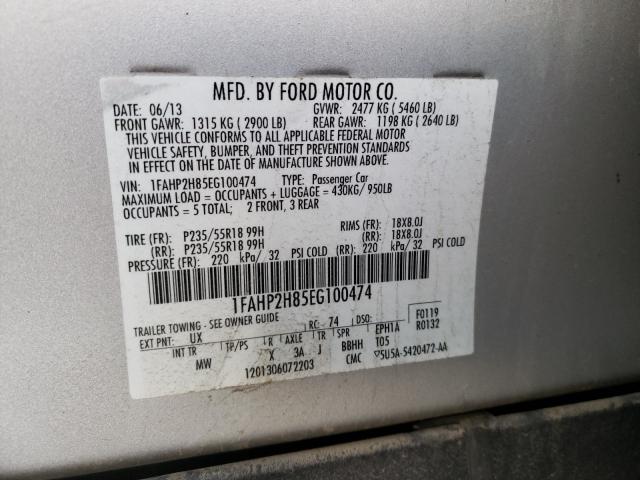 MFD. BY FORD MOTOR CO.
DATE: 06/13 GVWR: 2477 KG ( 5460 LB)
FRONT GAWR: 1315 KG ( 2900 LB) REAR GAWR: 1198 KG ( 2640 LB)
THIS VEHICLE CONFORMS TO ALL APPLICABLE FEDERAL MOTOR
VEHICLE SAFETY, BUMPER, AND THEFT PREVENTION STANDARDS
IN EFFECT ON THE DATE OF MANUFACTURE SHOWN ABOVE.
VIN: 1FAHP2H85EG100474 TYPE: Passenger Car
MAXIMUM LOAD = OCCUPANTS + LUGGAGE = 430KG/ 950LB
OCCUPANTS = 5 TOTAL; 2 FRONT, 3 REAR
TIRE (FR): P235/55R18 99H RIMS (FR): 18X8.0J
(RR): P235/55R18 99H (RR): 18X8.0J
PRESSURE (FR): 220 kPa/ 32 PSI COLD (RR): 220 kPa/ 32 PSI COLD
1FAHP2H85EG100474
TRAILER TOWING - SEE OWNER GUIDE F0119
EXT PNT: UX RC: 74 DSO: R0132
INT TR TP/PS R AXLE TR SPR EPH1A
MW X 3A J BBHH T05
1201306072203 CMC ▽5U5A-5420472-AA